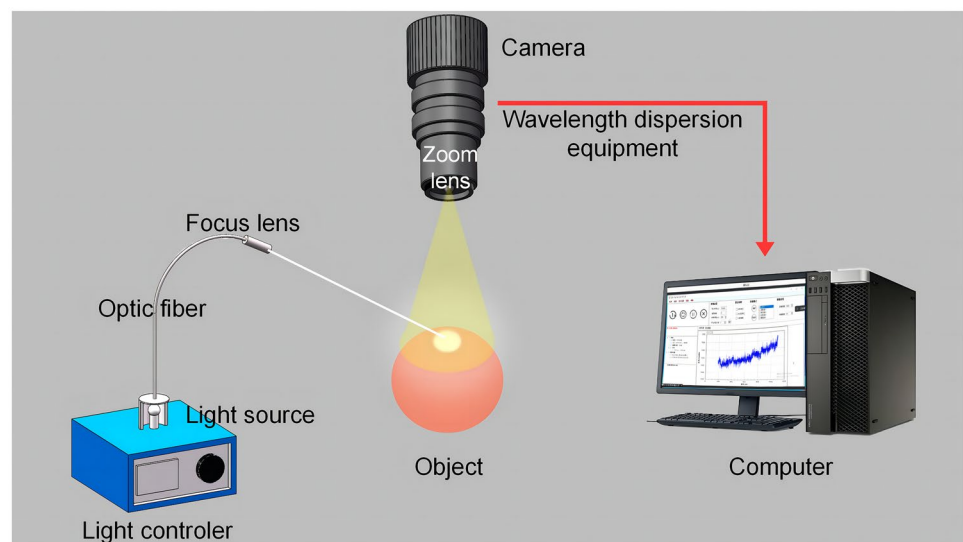 Camera
Wavelength dispersion
equipment
Zoom
lens
Focus lens
Optic fiber
Light source
Object
Computer
Light controler